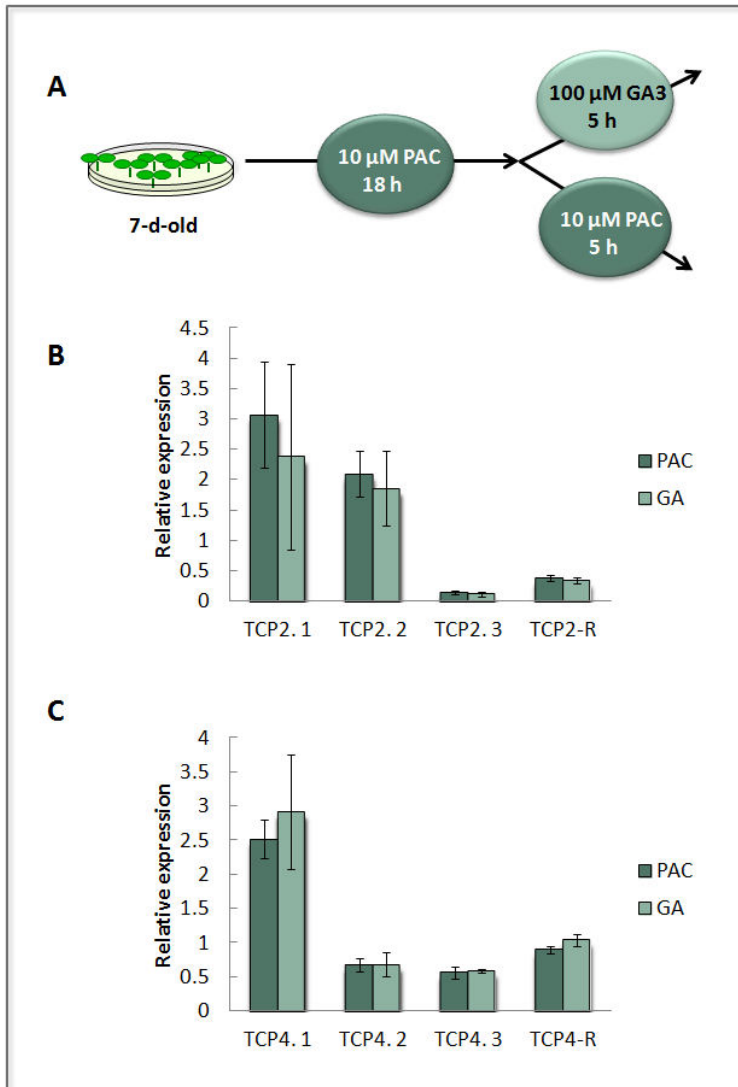 A
7-d-old
10 µM PAC
18 h
100 µM GA3
5 h
10 µM PAC
5 h
B
Relative expression
4.5
4
3.5
3
2.5
2
1.5
1
0.5
0
TCP2. 1
TCP2. 2
TCP2. 3
TCP2-R
PAC
GA
C
Relative expression
4
3.5
3
2.5
2
1.5
1
0.5
0
TCP4. 1
TCP4. 2
TCP4. 3
TCP4-R
PAC
GA